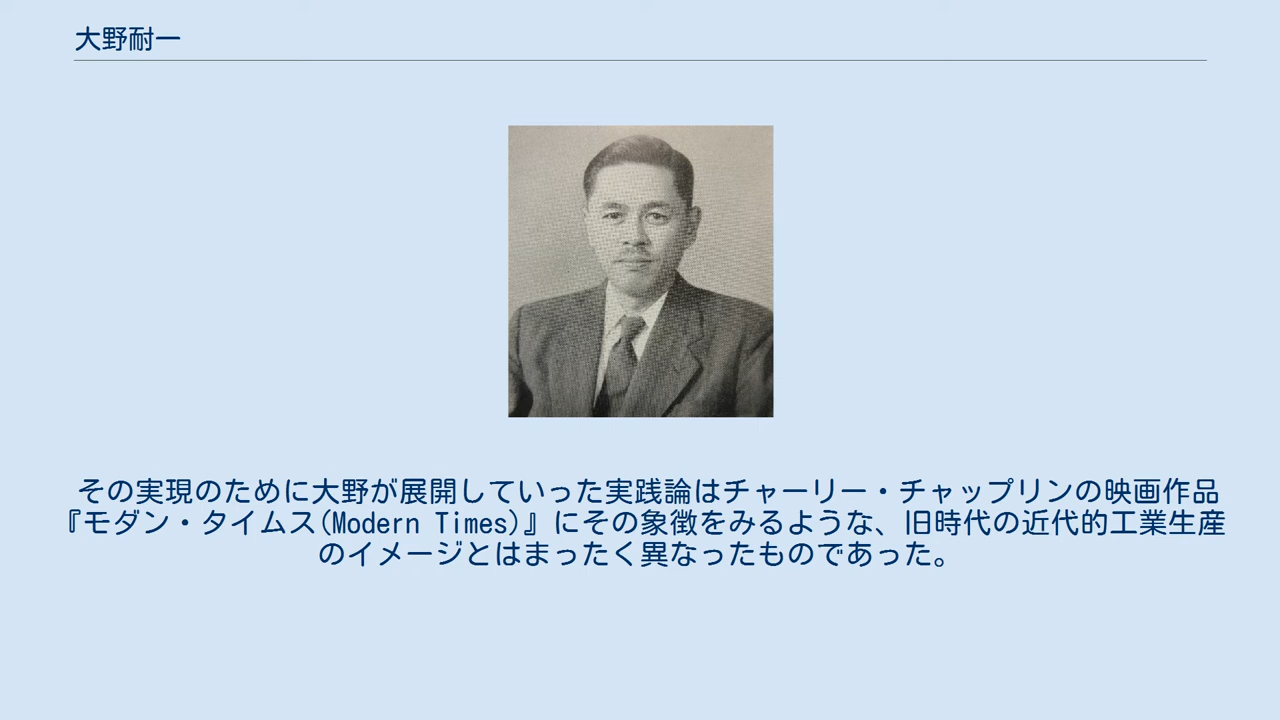 大野耐一
その実現のために大野が展開していった実践論はチャーリー・チャップリンの映画作品
『モダン・タイムス(Modern Times)』にその象徴をみるような、旧時代の近代的工業生産
のイメージとはまったく異なったものであった。